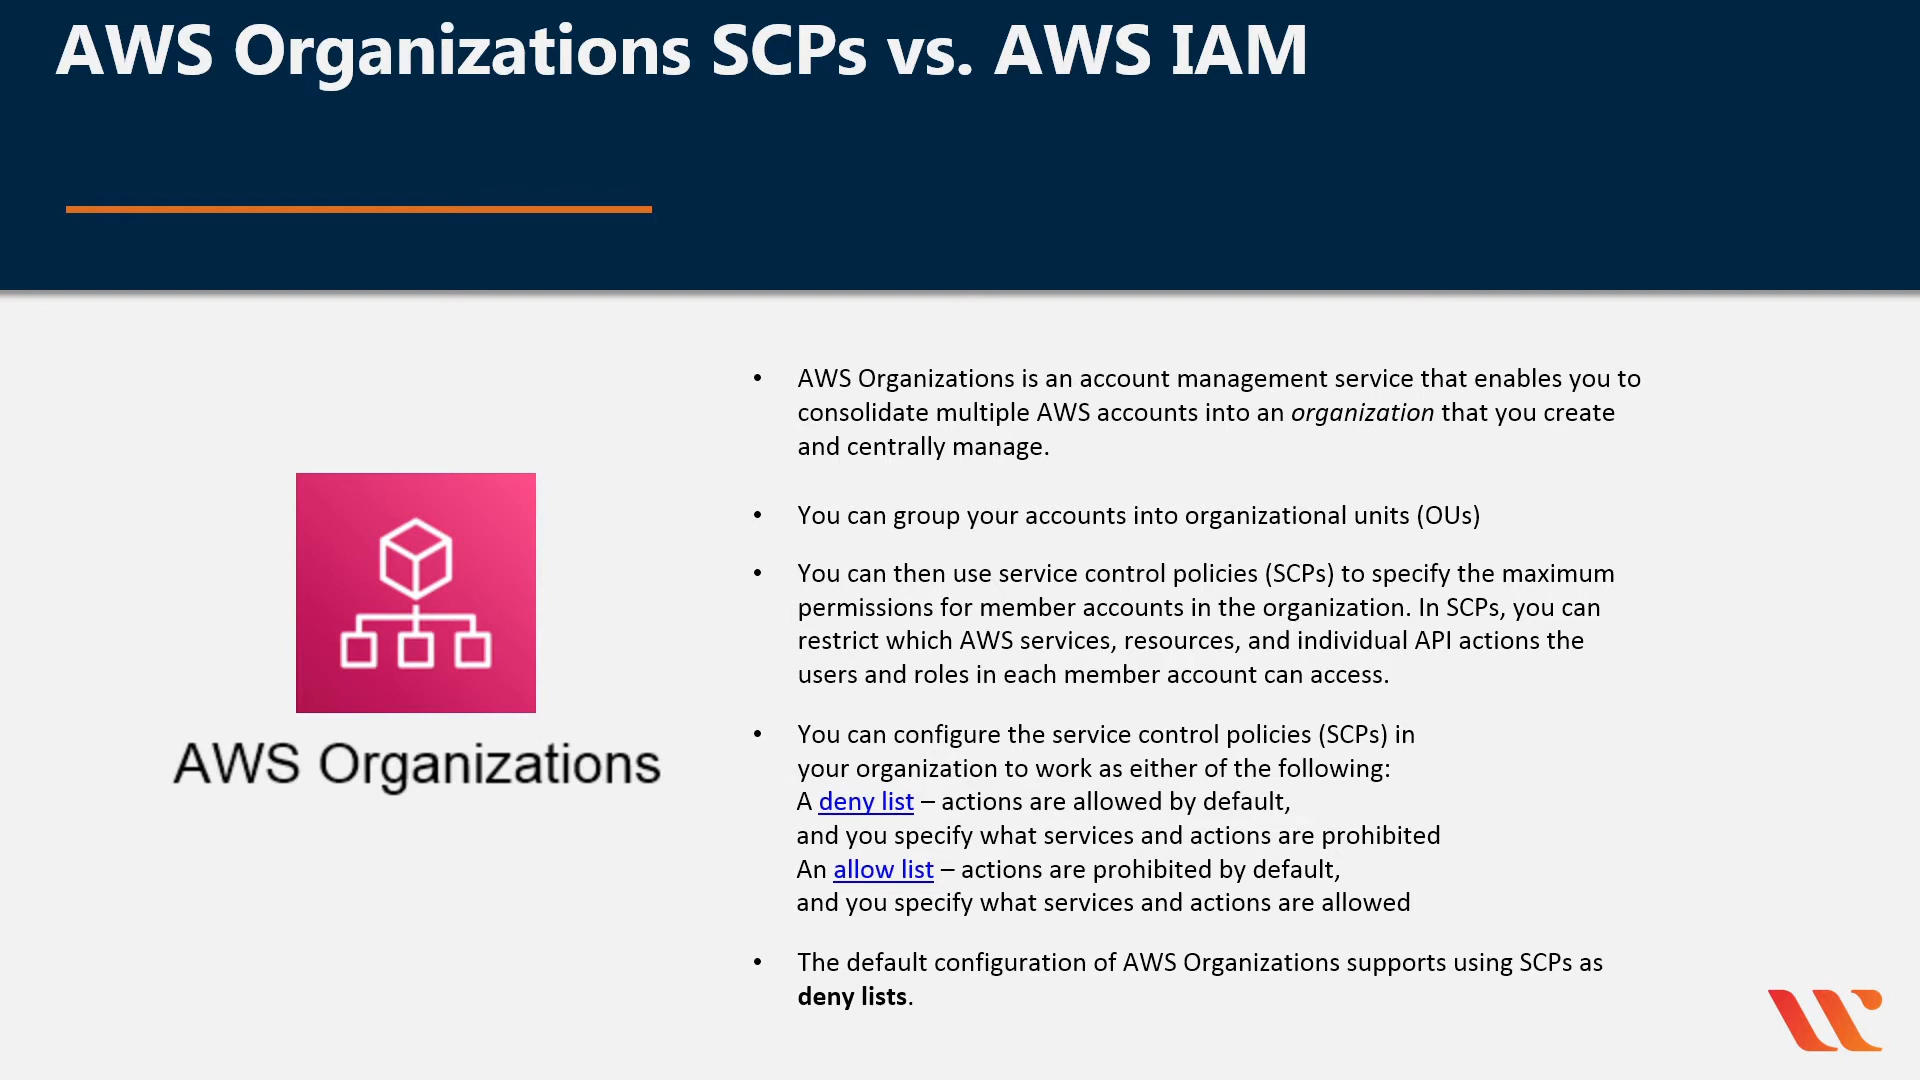 AWS Organizations SCPs vs. AWS IAM
AWS Organizations
• AWS Organizations is an account management service that enables you to
consolidate multiple AWS accounts into an organization that you create
and centrally manage.
• You can group your accounts into organizational units (OUs)
• You can then use service control policies (SCPs) to specify the maximum
permissions for member accounts in the organization. In SCPs, you can
restrict which AWS services, resources, and individual API actions the
users and roles in each member account can access.
• You can configure the service control policies (SCPs) in
your organization to work as either of the following:
A deny list – actions are allowed by default,
and you specify what services and actions are prohibited
An allow list – actions are prohibited by default,
and you specify what services and actions are allowed
• The default configuration of AWS Organizations supports using SCPs as
deny lists.